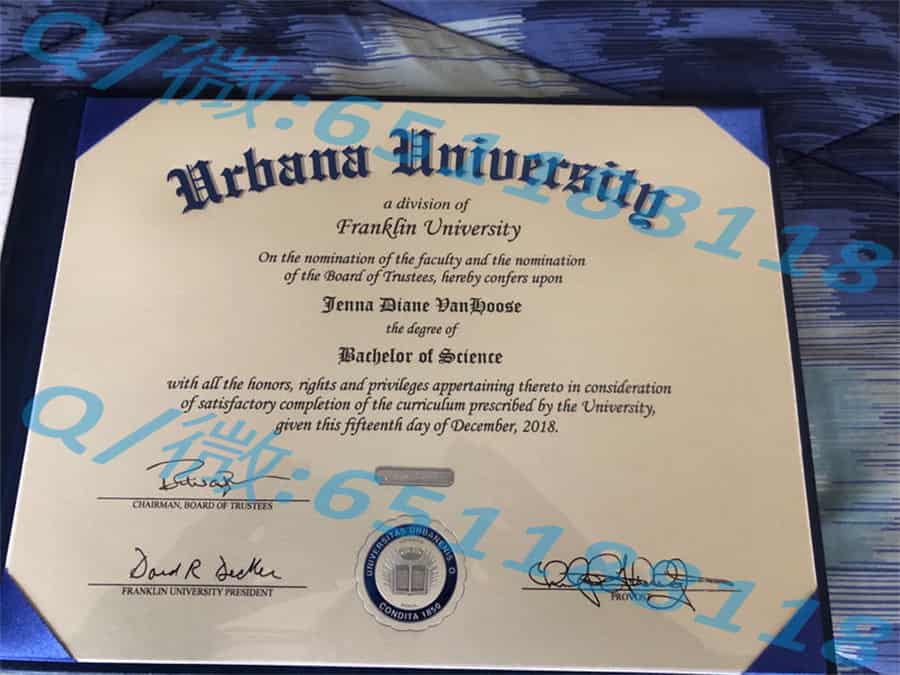 Q/微:65118118
Urbana University
a division of
Franklin University
On the nomination of the faculty and the nomination
of the Board of Trustees, hereby confers upon
Jenna Diane VanHoose
the degree of
Bachelor of Science
with all the honors, rights and privileges appertaining thereto in consideration
of satisfactory completion of the curriculum prescribed by the University,
given this fifteenth day of December, 2018.
Q/微:65118118
CHAIRMAN, BOARD OF TRUSTEES
UNIVERSITAS URBANENSIS O.
CONDITA 1850
David R Decker
FRANKLIN UNIVERSITY PRESIDENT
PROVOST